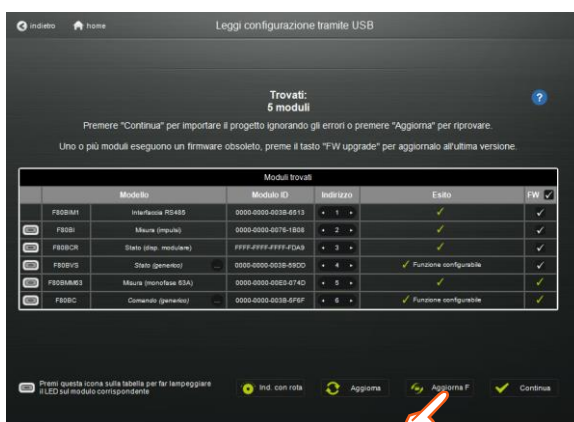 indietro
home
Leggi configurazione tramite USB
Trovati:
5 moduli
?
Premere "Continua" per importare il progetto ignorando gli errori o premere "Aggiorna" per riprovare.
Uno o più moduli eseguono un firmware obsoleto, preme il tasto "FW upgrade" per aggiornalo all'ultima versione.
Moduli trovati
Modello Modulo ID Indirizzo Esito FW
F80BIM1 Interfaccia RS485 0000-0000-003B-6513 1
F80BI Misura (impulsi) 0000-0000-0076-1B06 2
F80BCR Stato (disp. modulare) FFFF-FFFF-FFFF-FDA9 3
F80BVS Stato (generico) ... 0000-0000-003B-59DD 4 Funzione configurabile
F80BMM63 Misura (monofase 63A) 0000-0000-00E0-074D 5
F80BC Comando (generico) ... 0000-0000-003B-5F6F 6 Funzione configurabile
Premi questa icona sulla tabella per far lampeggiare
il LED sul modulo corrispondente
Ind. con rota
Aggiorna
Aggiorna F
Continua